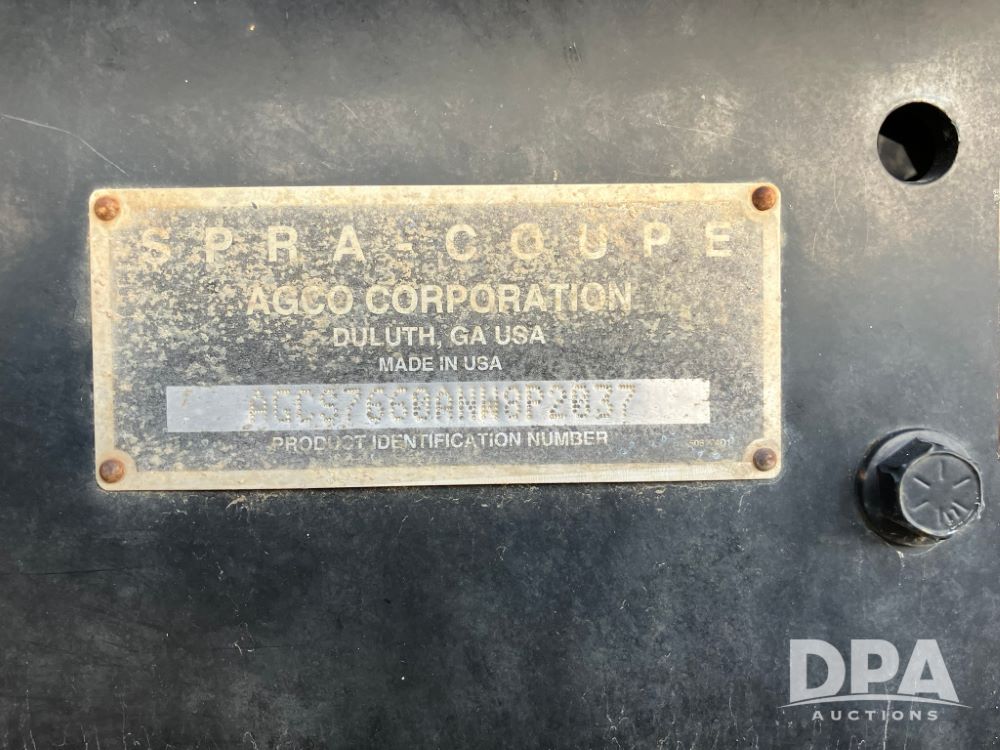 SPRA-COUPE
AGCO CORPORATION
DULUTH, GA USA
MADE IN USA
AGCS7660ANW8P2037
PRODUCT IDENTIFICATION NUMBER
DPA
AUCTIONS